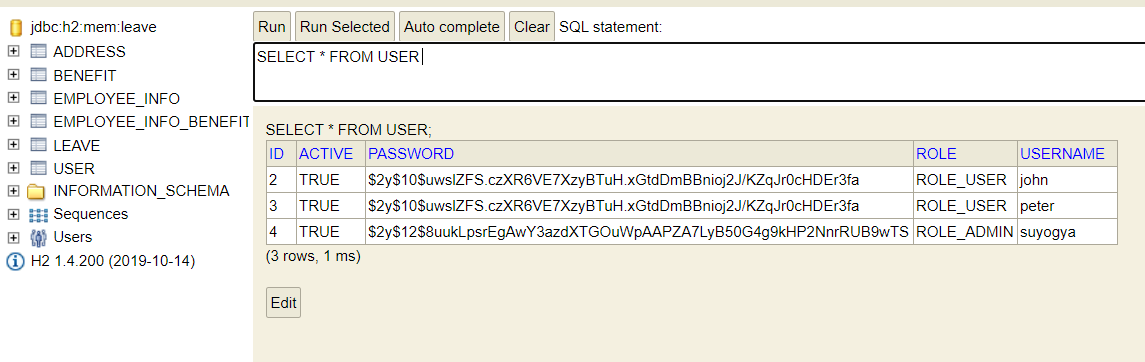 jdbc:h2:mem:leave
ADDRESS
BENEFIT
EMPLOYEE_INFO
EMPLOYEE_INFO_BENEFIT
LEAVE
USER
INFORMATION_SCHEMA
Sequences
Users
H2 1.4.200 (2019-10-14)
Run Run Selected Auto complete Clear SQL statement:
SELECT * FROM USER
SELECT * FROM USER;
ID ACTIVE PASSWORD ROLE USERNAME
2 TRUE $2y$10$uwslZFS.czXR6VE7XzyBTuH.xGtdDmBBnioj2J/KZqJr0cHDEr3fa ROLE_USER john
3 TRUE $2y$10$uwslZFS.czXR6VE7XzyBTuH.xGtdDmBBnioj2J/KZqJr0cHDEr3fa ROLE_USER peter
4 TRUE $2y$12$8uukLpsrEgAwY3azdXTGOuWpAAPZA7LyB50G4g9kHP2NnrRUB9wTS ROLE_ADMIN suyogya
(3 rows, 1 ms)
Edit